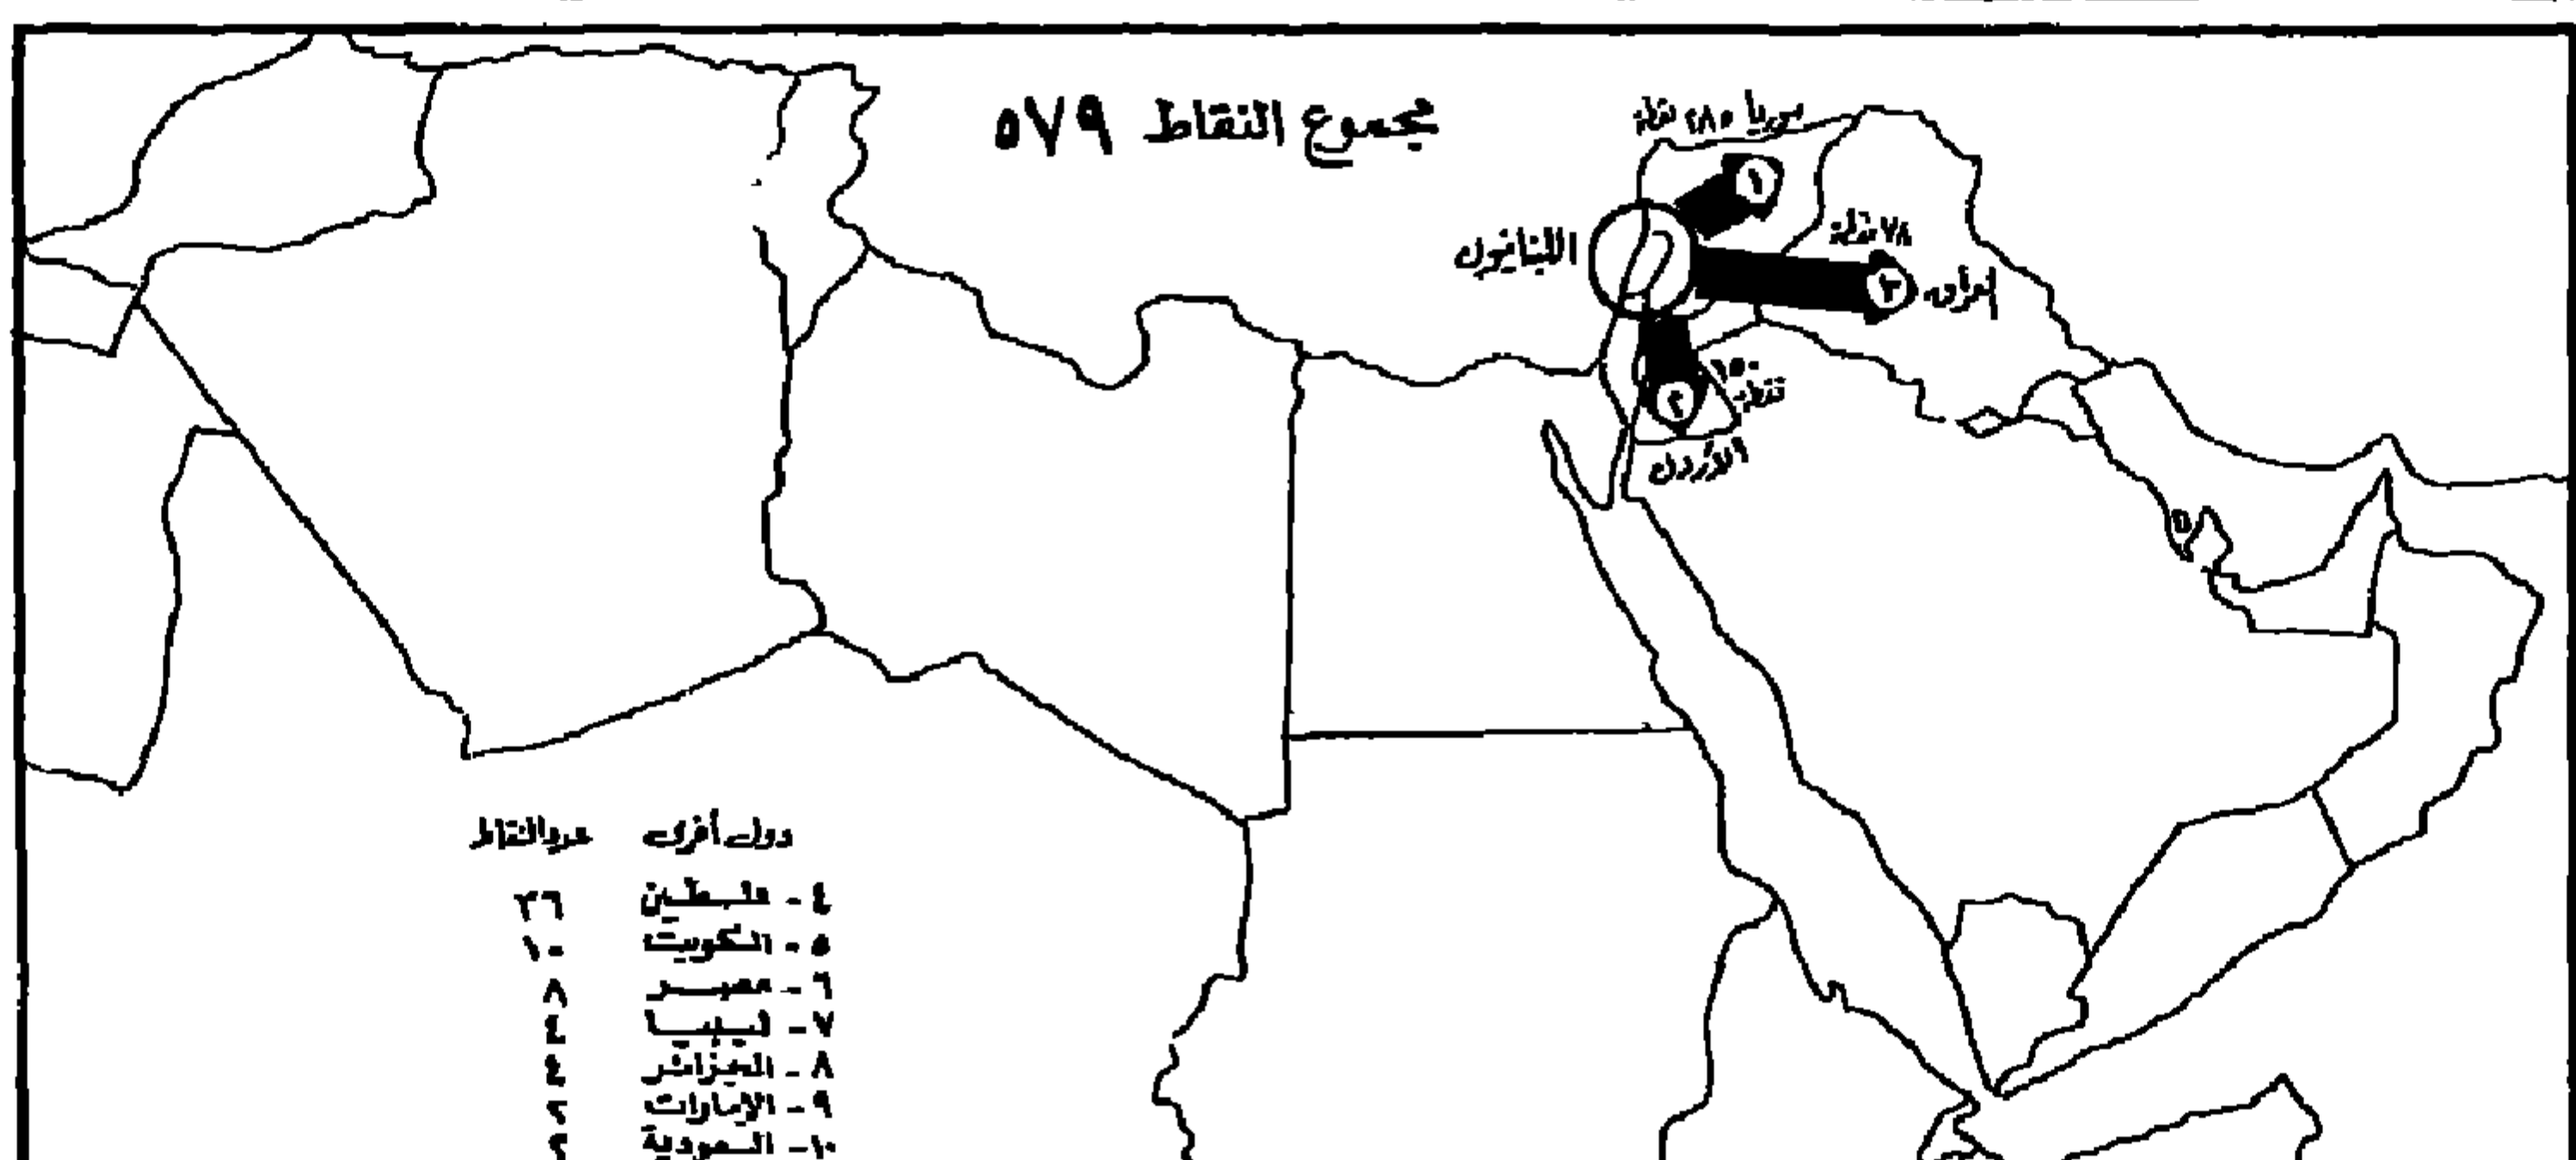 مجموع النقاط ٥٧٩
سوريا ٢٨٥ نقطة
١
٧٨ نقطة
اللبنانيون
٣
العراق
١٥٠
نقطة
٢
الأردن
دول أخرى عدد النقاط
٤ - فلسطين ٣٦
٥ - الكويت ١٠
٦ - مصر ٨
٧ - ليبيا ٤
٨ - الجزائر ٤
٩ - الإمارات ٢
١٠ - السعودية ٢